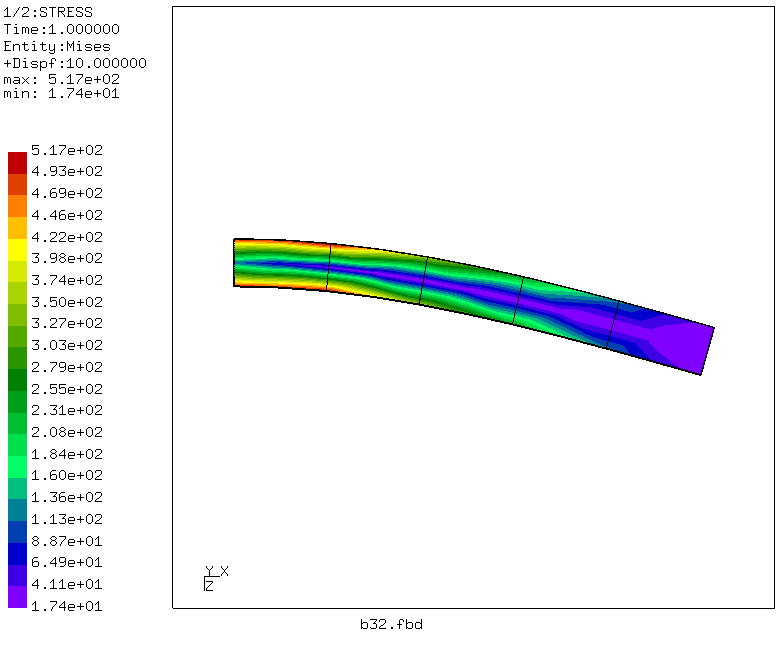 1/2:STRESS
Time:1.000000
Entity:Mises
+Dispf:10.000000
max: 5.17e+02
min: 1.74e+01
5.17e+02
4.93e+02
4.69e+02
4.46e+02
4.22e+02
3.98e+02
3.74e+02
3.50e+02
3.27e+02
3.03e+02
2.79e+02
2.55e+02
2.31e+02
2.08e+02
1.84e+02
1.60e+02
1.36e+02
1.13e+02
8.87e+01
6.49e+01
4.11e+01
1.74e+01
Y X
Z
b32.fbd